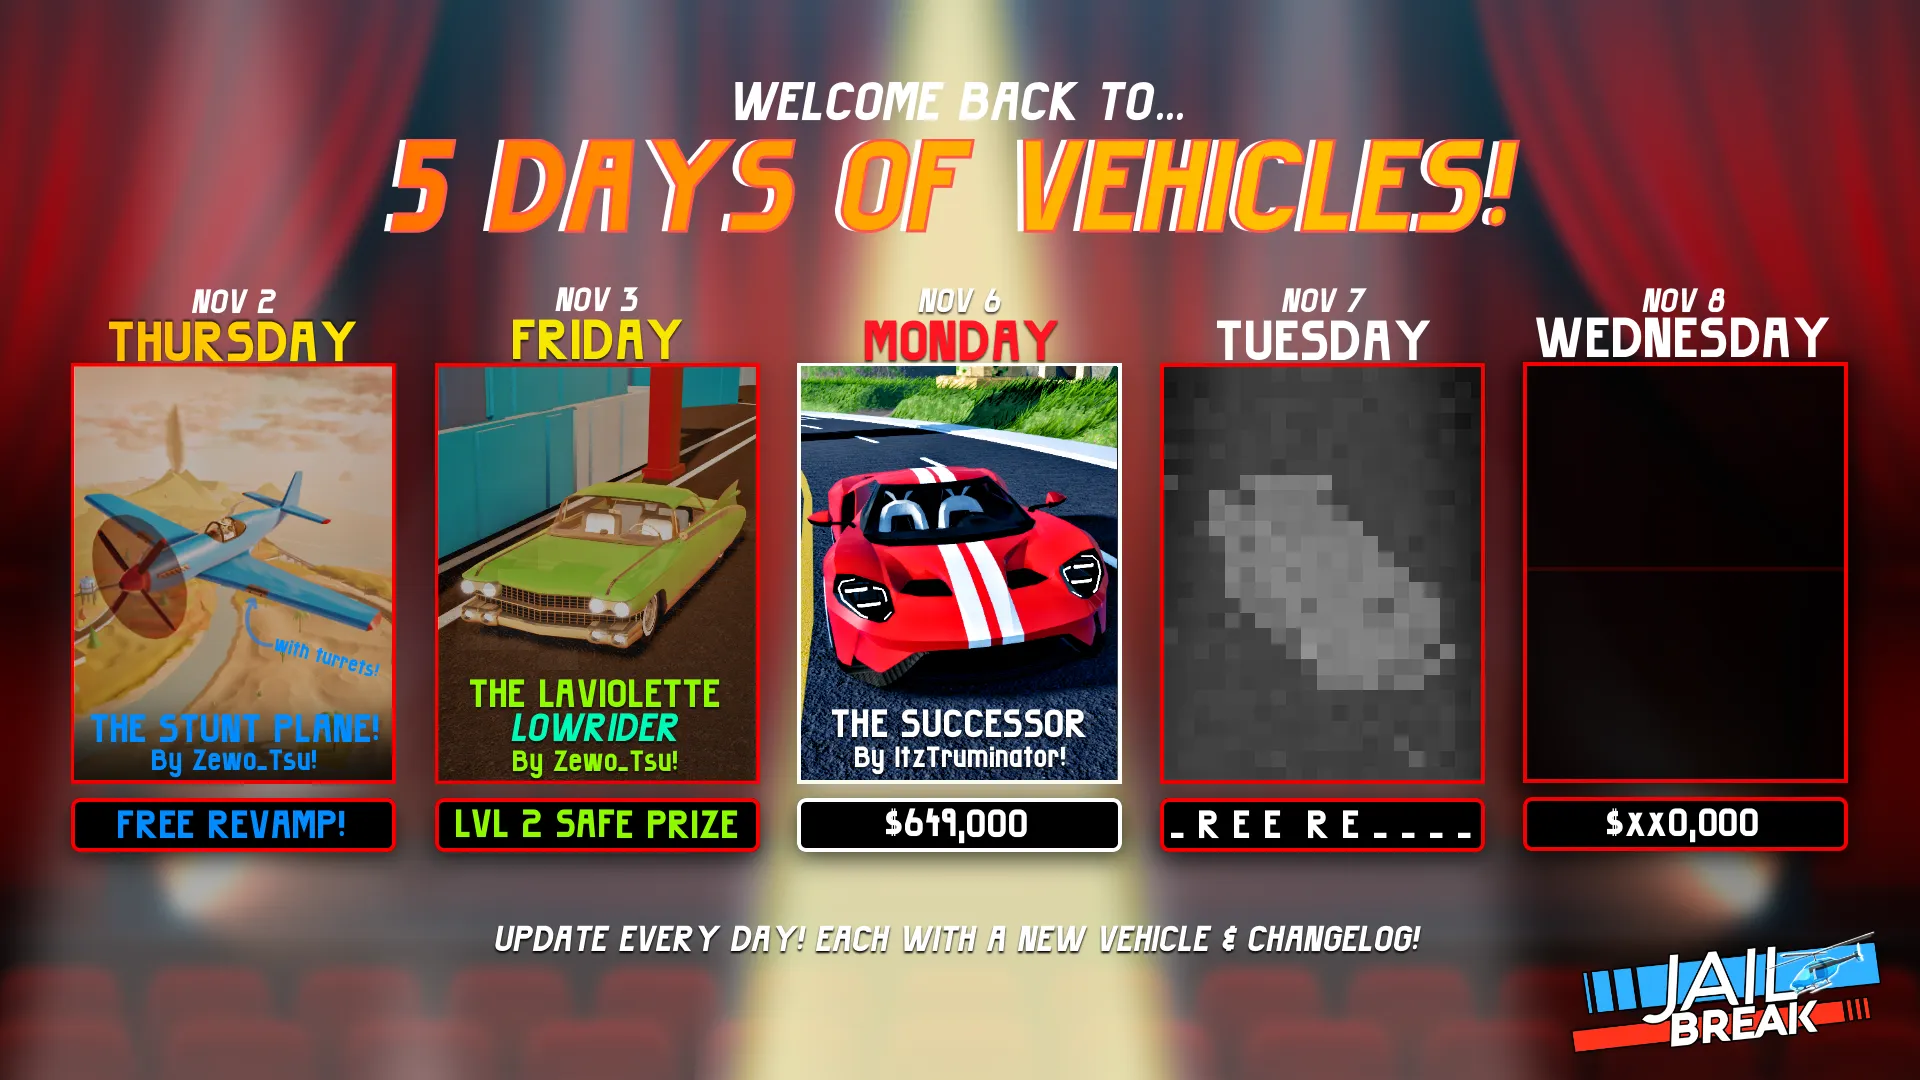 WELCOME BACK TO...
5 DAYS OF VEHICLES!
NOV 2
THURSDAY
with turrets!
THE STUNT PLANE!
By Zewo_Tsu!
FREE REVAMP!
NOV 3
FRIDAY
THE LAVIOLETTE
LOWRIDER
By Zewo_Tsu!
LVL 2 SAFE PRIZE
NOV 6
MONDAY
THE SUCCESSOR
By ItzTruminator!
$649,000
NOV 7
TUESDAY
_ R E E R E _ _ _ _
NOV 8
WEDNESDAY
$XX0,000
UPDATE EVERY DAY! EACH WITH A NEW VEHICLE & CHANGELOG!
JAIL
BREAK